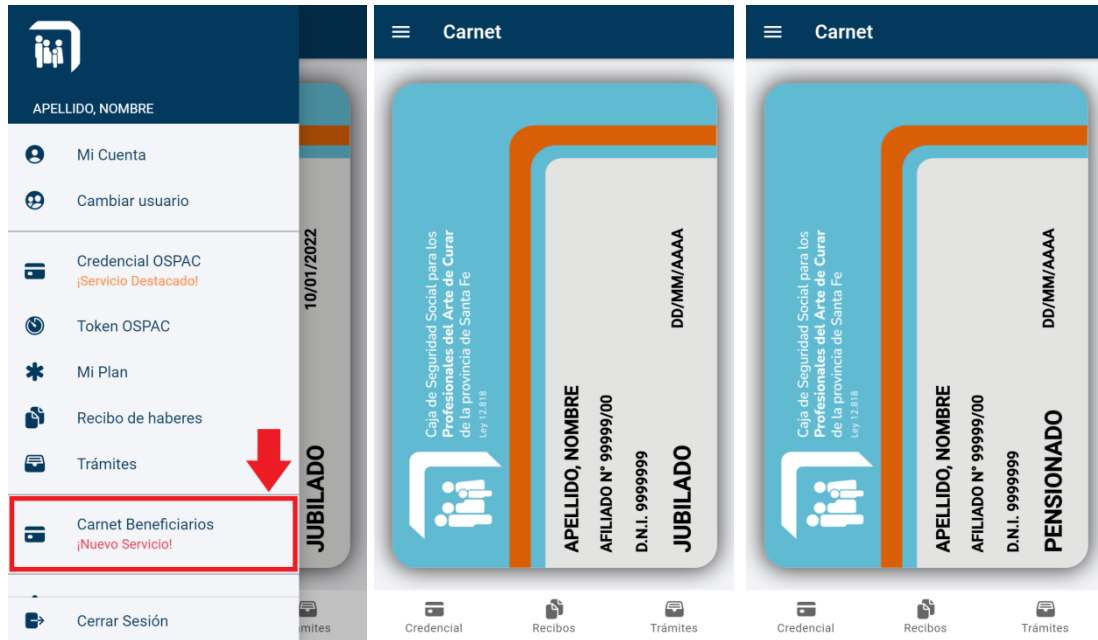 APELLIDO, NOMBRE
Mi Cuenta
Cambiar usuario
Credencial OSPAC
¡Servicio Destacado!
Token OSPAC
Mi Plan
Recibo de haberes
Trámites
Carnet Beneficiarios
¡Nuevo Servicio!
Cerrar Sesión
10/01/2022
JUBILADO
ámites
Carnet
Caja de Seguridad Social para los
Profesionales del Arte de Curar
de la provincia de Santa Fe
Ley 12.818
APELLIDO, NOMBRE
AFILIADO N° 99999/00
D.N.I. 9999999
JUBILADO
DD/MM/AAAA
Credencial
Recibos
Trámites
Carnet
Caja de Seguridad Social para los
Profesionales del Arte de Curar
de la provincia de Santa Fe
Ley 12.818
APELLIDO, NOMBRE
AFILIADO N° 99999/00
D.N.I. 9999999
PENSIONADO
DD/MM/AAAA
Credencial
Recibos
Trámites